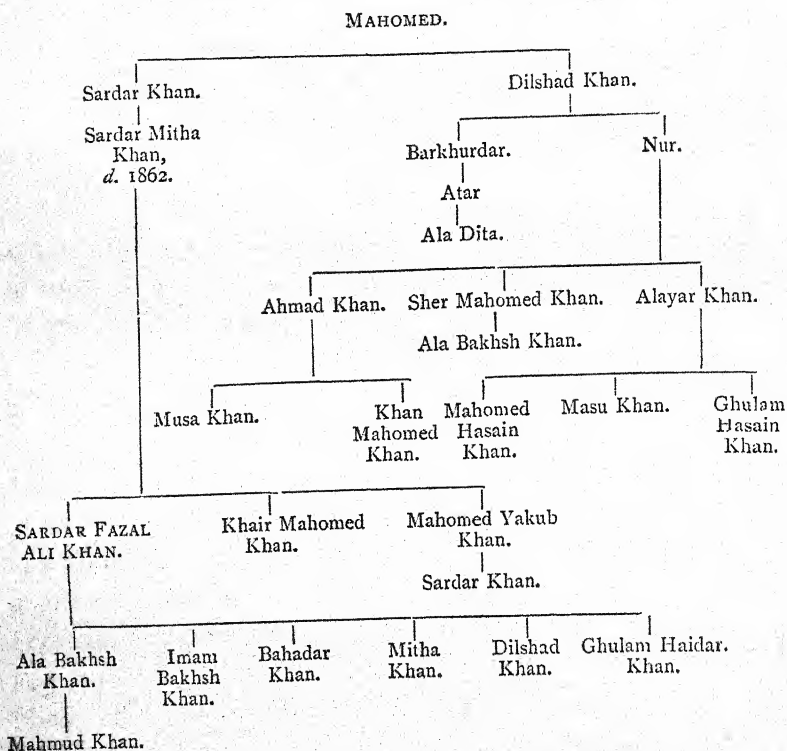 MAHOMED.
Sardar Khan.
Dilshad Khan.
Sardar Mitha
Khan,
d. 1862.
Barkhurdar.
Nur.
Atar
Ala Dita.
Ahmad Khan.
Sher Mahomed Khan.
Alayar Khan.
Ala Bakhsh Khan.
Musa Khan.
Khan
Mahomed
Khan.
Mahomed
Hasain
Khan.
Masu Khan.
Ghulam
Hasain
Khan.
SARDAR FAZAL
ALI KHAN.
Khair Mahomed
Khan.
Mahomed Yakub
Khan.
Sardar Khan.
Ala Bakhsh
Khan.
Imam
Bakhsh
Khan.
Bahadar
Khan.
Mitha
Khan.
Dilshad
Khan.
Ghulam Haidar.
Khan.
Mahmud Khan.